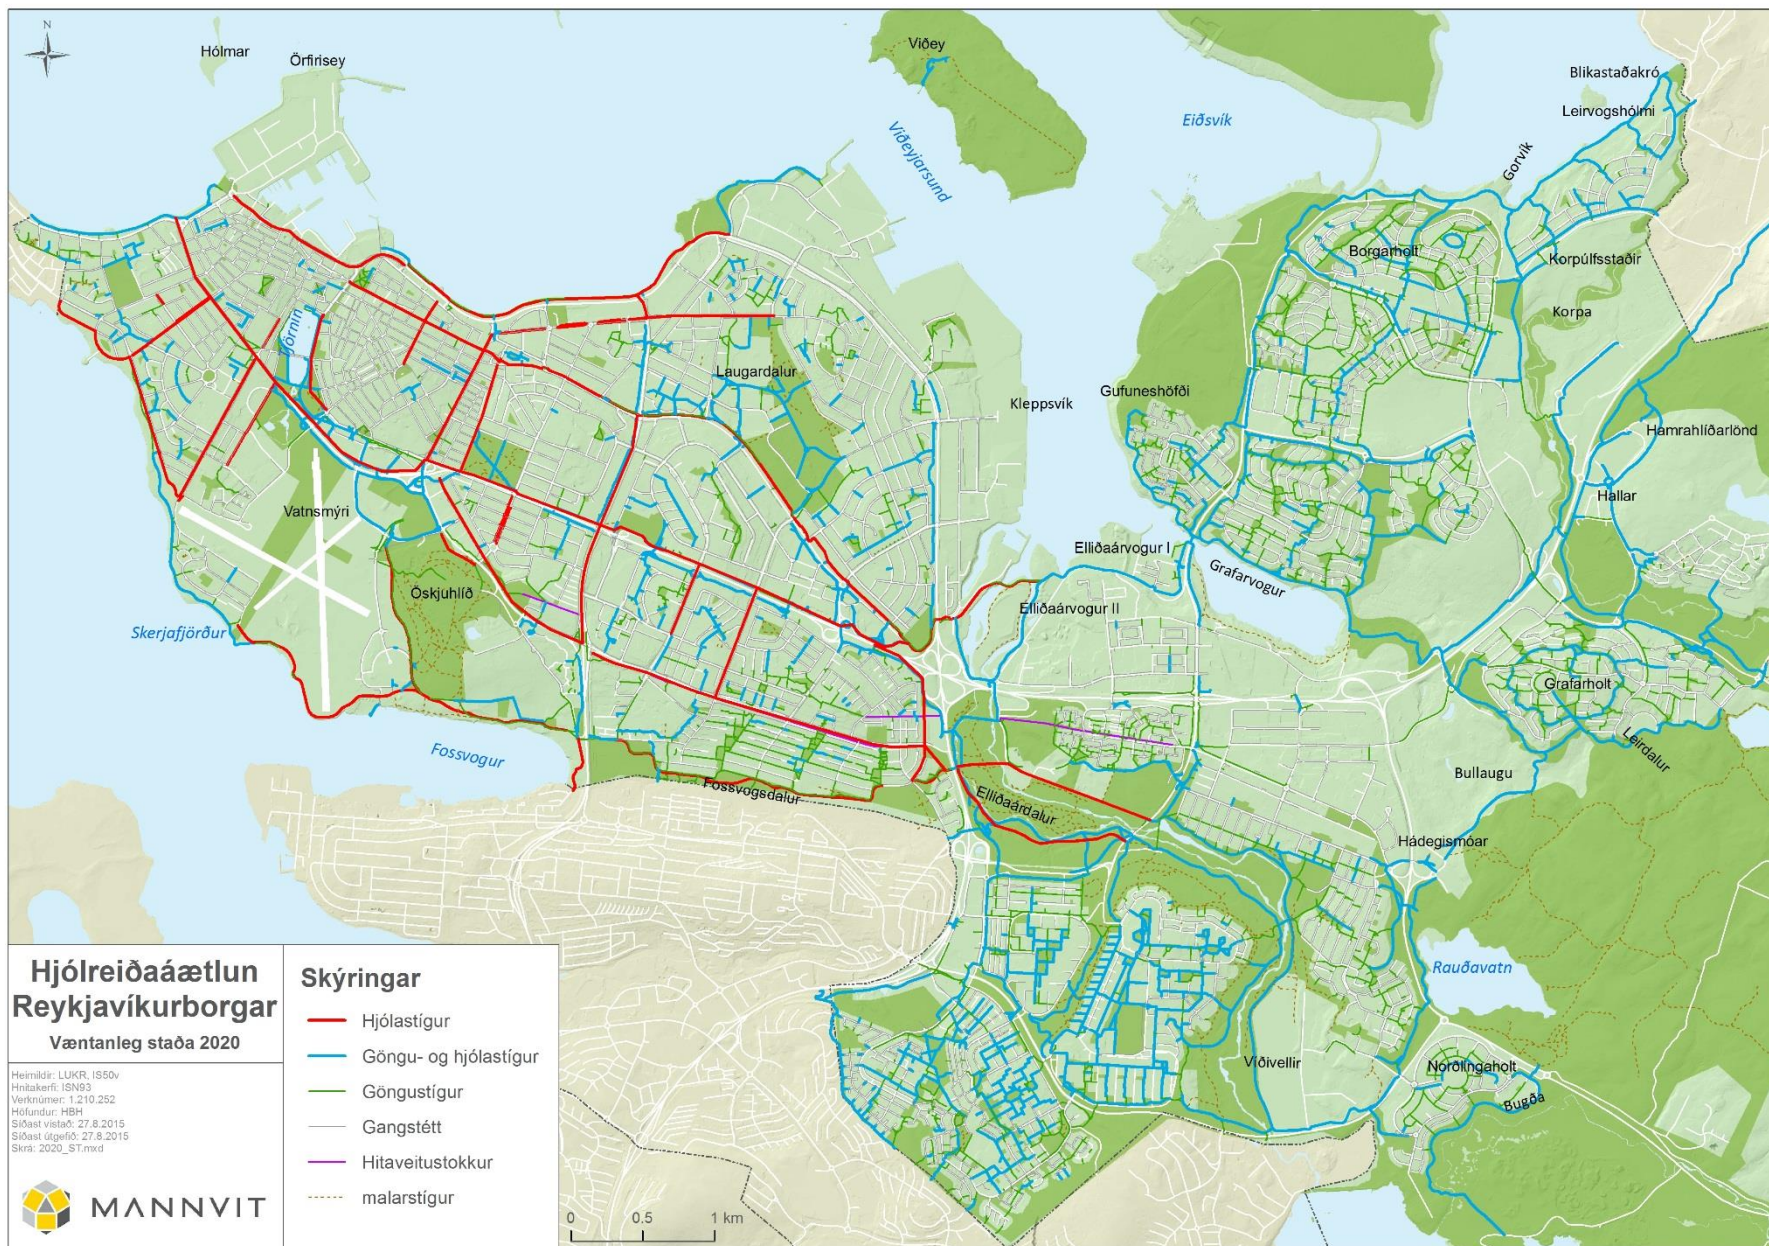 N
Hólmar
Örfirisey
Viðey
Viðeyjarsund
Eiðsvík
Blikastaðakró
Leirvogshólmi
Gorvík
Borgarholt
Korpúlfsstaðir
Korpa
Tjörnin
Laugardalur
Kleppsvík
Gufuneshöfði
Hamrahlíðarlönd
Hallar
Vatnsmýri
Elliðaárvogur I
Grafarvogur
Öskjuhlíð
Elliðaárvogur II
Skerjafjörður
Grafarholt
Leirdalur
Fossvogur
Bullaugu
Fossvogsdalur
Elliðaárdalur
Hádegismóar
Rauðavatn
Víðivellir
Norðlingaholt
Bugða
Hjólreiðaáætlun
Reykjavíkurborgar
Væntanleg staða 2020
Heimildir: LUKR, IS50v
Hnitakerfi: ISN93
Verknúmer: 1.210.252
Höfundur: HBH
Síðast vistað: 27.8.2015
Síðast útgefið: 27.8.2015
Skrá: 2020_ST.mxd
MANNVIT
Skýringar
Hjólastígur
Göngu- og hjólastígur
Göngustígur
Gangstétt
Hitaveitustokkur
malarstígur
0 0.5 1 km